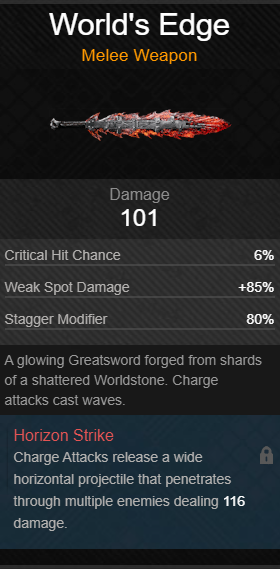 World's Edge
Melee Weapon
Damage
101
Critical Hit Chance 6%
Weak Spot Damage +85%
Stagger Modifier 80%
A glowing Greatsword forged from shards
of a shattered Worldstone. Charge
attacks cast waves.
Horizon Strike
Charge Attacks release a wide
horizontal projectile that penetrates
through multiple enemies dealing 116
damage.